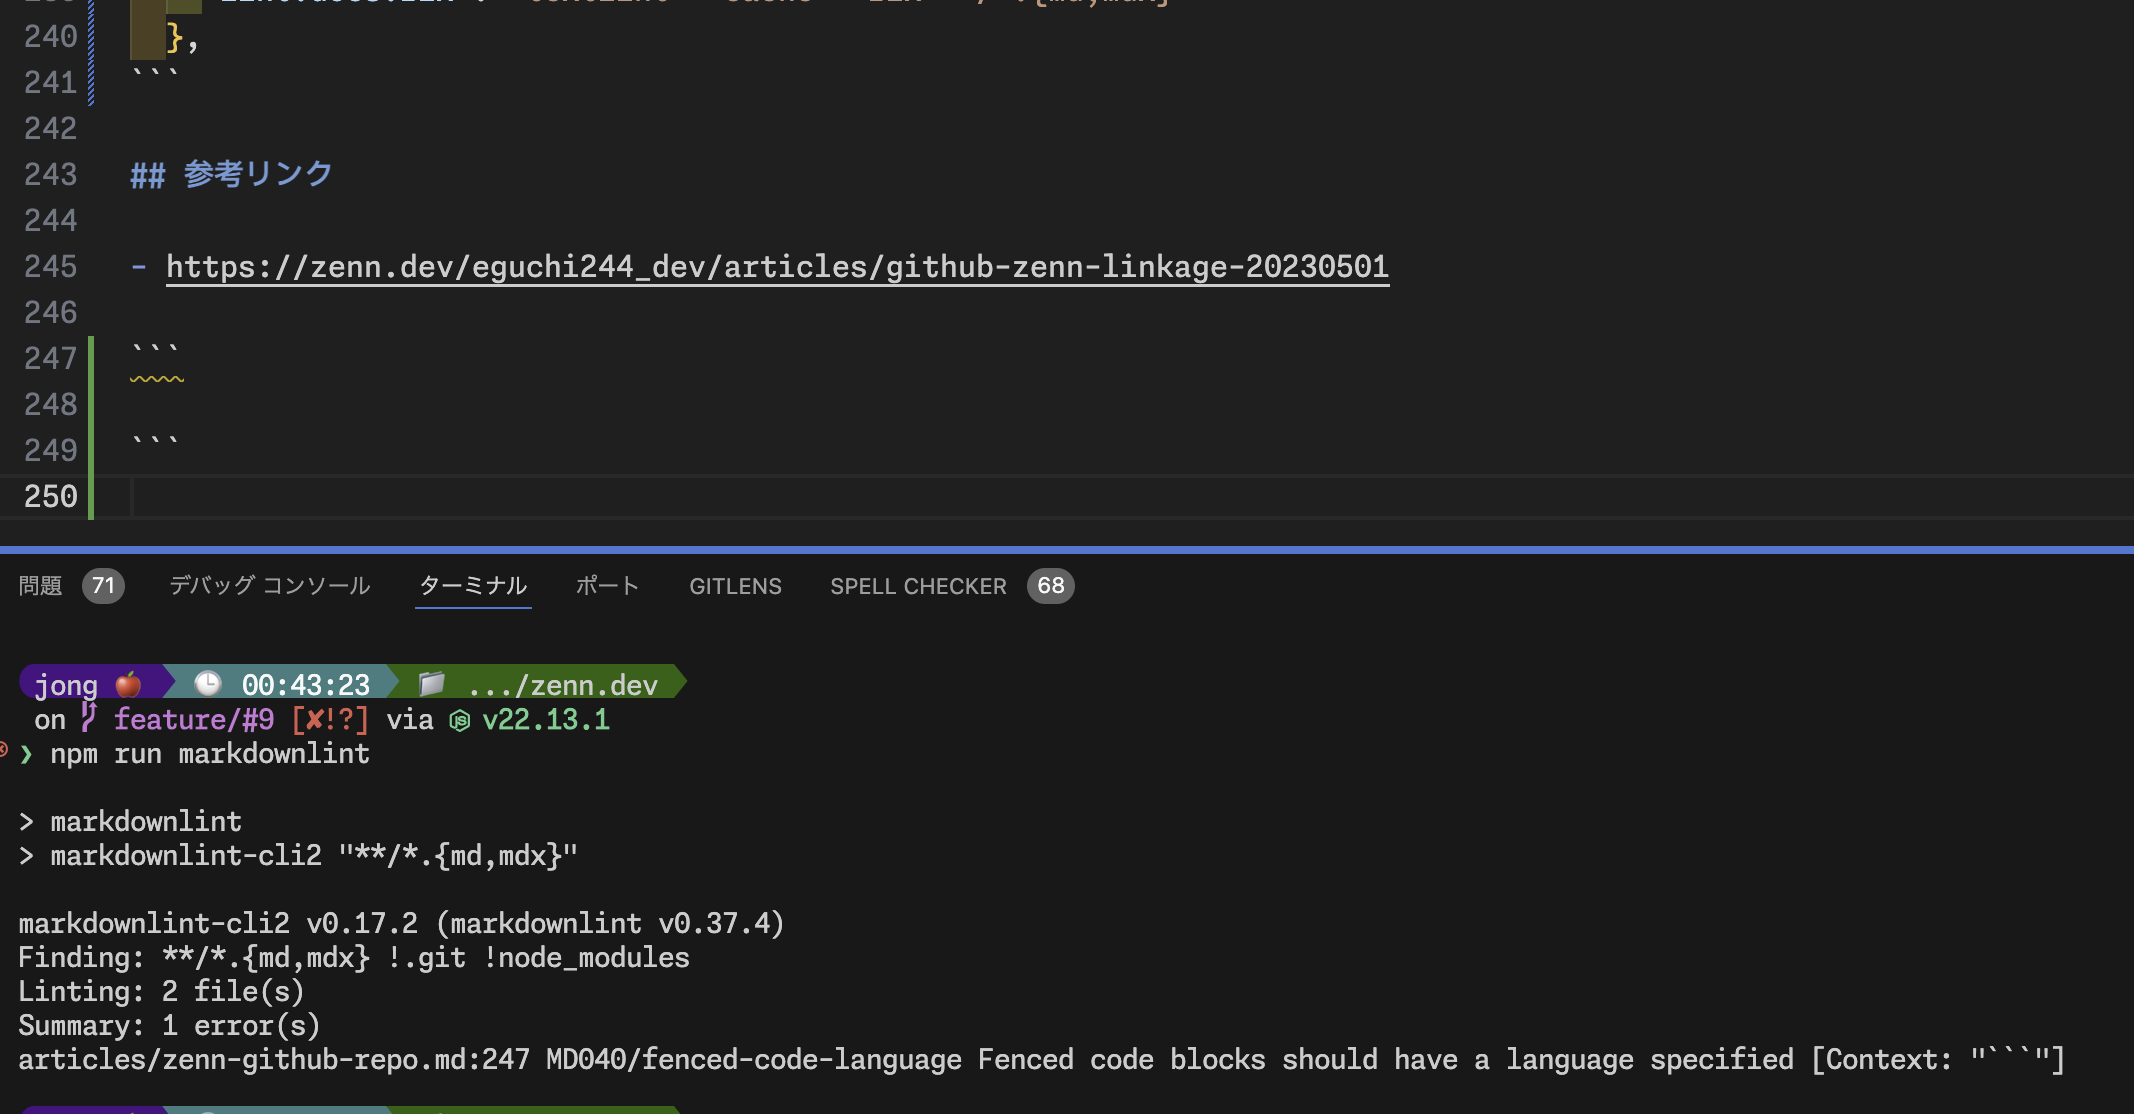 240 },
241 ```
242
243 ## 参考リンク
244
245 - https://zenn.dev/eguchi244_dev/articles/github-zenn-linkage-20230501
246
247 ```
248
249 ```
250
問題 71 デバッグ コンソール ターミナル ポート GITLENS SPELL CHECKER 68
jong 00:43:23 .../zenn.dev
on feature/#9 [✘!?] via v22.13.1
❯ npm run markdownlint
> markdownlint
> markdownlint-cli2 "**/*.{md,mdx}"
markdownlint-cli2 v0.17.2 (markdownlint v0.37.4)
Finding: **/*.{md,mdx} !.git !node_modules
Linting: 2 file(s)
Summary: 1 error(s)
articles/zenn-github-repo.md:247 MD040/fenced-code-language Fenced code blocks should have a language specified [Context: "```"]